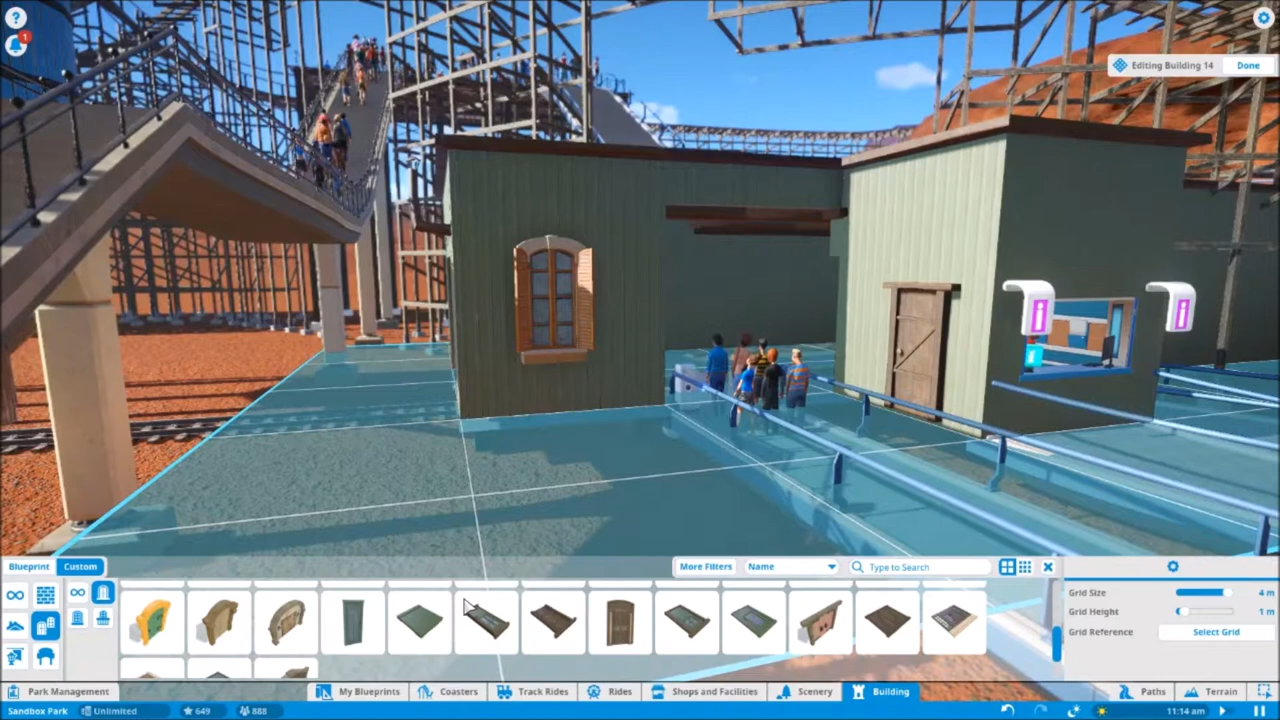 ?
1
Editing Building 14 Done
i i
Blueprint Custom
More Filters Name Type to Search
Grid Size 4 m
Grid Height 1 m
Grid Reference Select Grid
Park Management My Blueprints Coasters Track Rides Rides Shops and Facilities Scenery Building Paths Terrain
Sandbox Park Unlimited 649 888 11:14 am